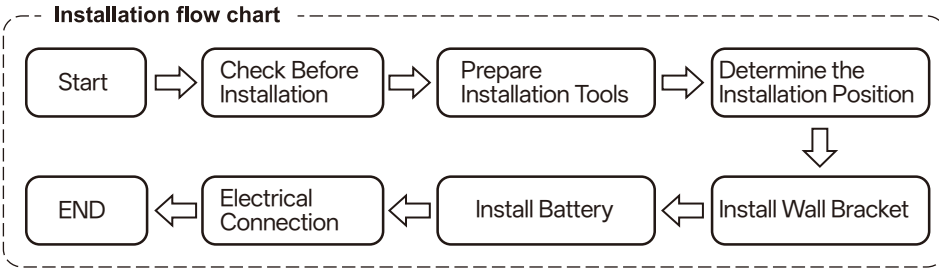 Installation flow chart
Start
Check Before
Installation
Prepare
Installation Tools
Determine the
Installation Position
Install Wall Bracket
Install Battery
Electrical
Connection
END